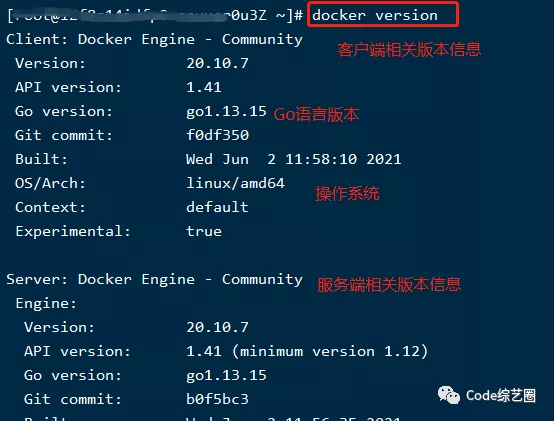 ~]# docker version
Client: Docker Engine - Community
客户端相关版本信息
Version: 20.10.7
API version: 1.41
Go version: go1.13.15 Go语言版本
Git commit: f0df350
Built: Wed Jun 2 11:58:10 2021
OS/Arch: linux/amd64 操作系统
Context: default
Experimental: true
Server: Docker Engine - Community 服务端相关版本信息
Engine:
Version: 20.10.7
API version: 1.41 (minimum version 1.12)
Go version: go1.13.15
Git commit: b0f5bc3
Code综艺圈